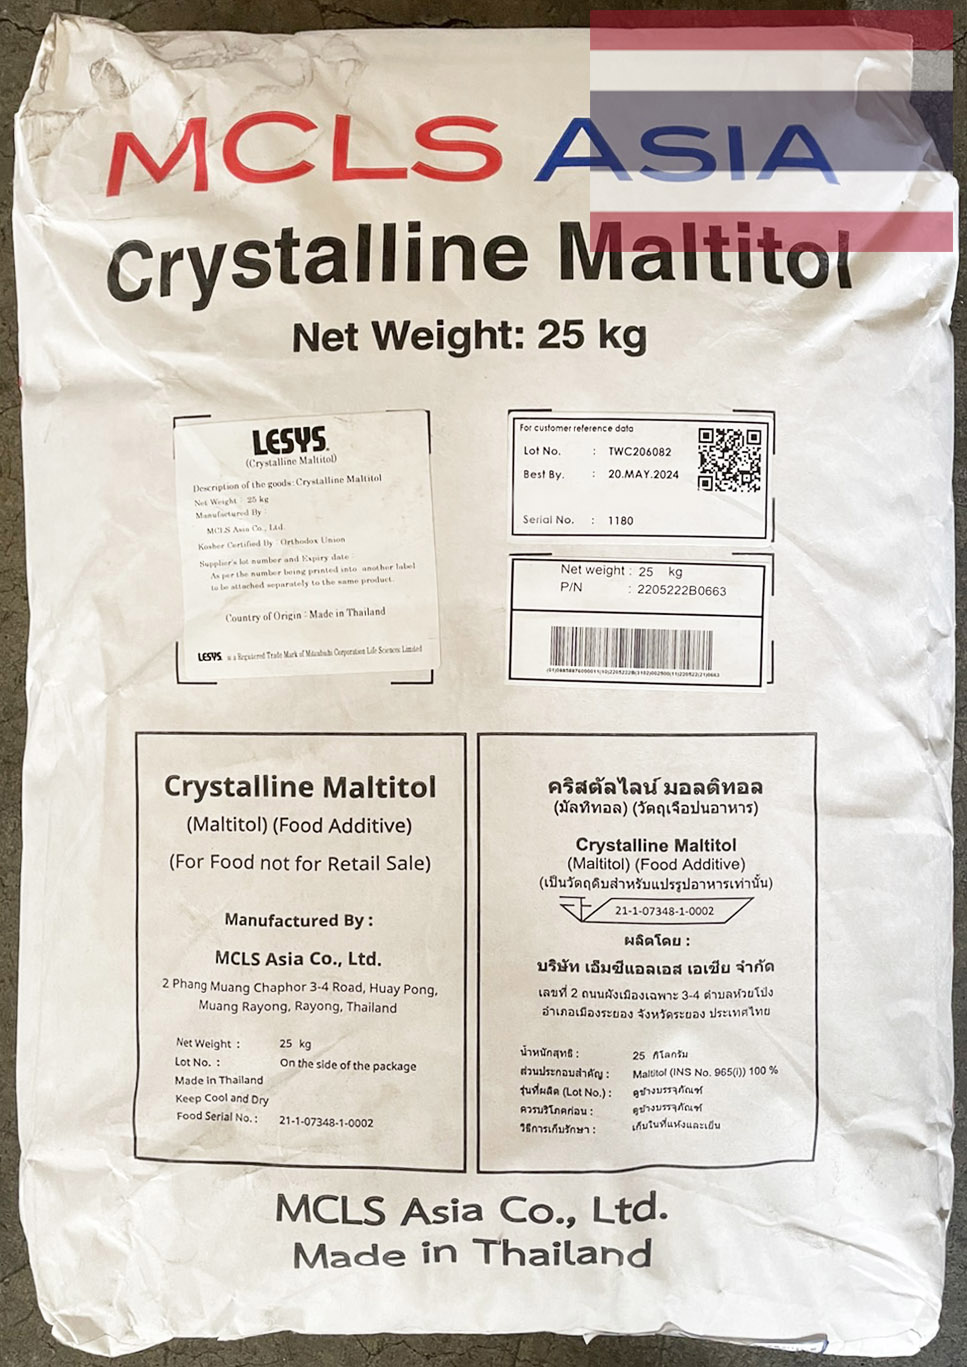 MCLS ASIA
Crystalline Maltitol
Net Weight: 25 kg
LESYS®
(Crystalline Maltitol)
Description of the goods : Crystalline Maltitol
Net Weight : 25 kg
Manufactured By :
MCLS Asia Co., Ltd.
Kosher Certified By : Orthodox Union
Supplier's lot number and Expiry date :
As per the number being printed into another label
to be attached separately to the same product.
Country of Origin : Made in Thailand
LESYS is a Registered Trade Mark of Mitsubishi Corporation Life Sciences Limited
For customer reference data
Lot No. : TWC206082
Best By. : 20.MAY.2024
Serial No. : 1180
Net weight : 25 kg
P/N : 2205222B0663
Crystalline Maltitol
(Maltitol) (Food Additive)
(For Food not for Retail Sale)
Manufactured By :
MCLS Asia Co., Ltd.
2 Phang Muang Chaphor 3-4 Road, Huay Pong,
Muang Rayong, Rayong, Thailand
Net Weight : 25 kg
Lot No. : On the side of the package
Made in Thailand
Keep Cool and Dry
Food Serial No. : 21-1-07348-1-0002
คริสตัลไลน์ มอลติทอล
(มัลทิทอล) (วัตถุเจือปนอาหาร)
Crystalline Maltitol
(Maltitol) (Food Additive)
(เป็นวัตถุดิบสำหรับแปรรูปอาหารเท่านั้น)
21-1-07348-1-0002
ผลิตโดย :
บริษัท เอ็มซีแอลเอส เอเซีย จำกัด
เลขที่ 2 ถนนผังเมืองเฉพาะ 3-4 ตำบลห้วยโป่ง
อำเภอเมืองระยอง จังหวัดระยอง ประเทศไทย
น้ำหนักสุทธิ : 25 กิโลกรัม
ส่วนประกอบสำคัญ : Maltitol (INS No. 965(i)) 100 %
รุ่นที่ผลิต (Lot No.) : ดูข้างบรรจุภัณฑ์
ควรบริโภคก่อน : ดูข้างบรรจุภัณฑ์
วิธีการเก็บรักษา : เก็บในที่แห้งและเย็น
MCLS Asia Co., Ltd.
Made in Thailand